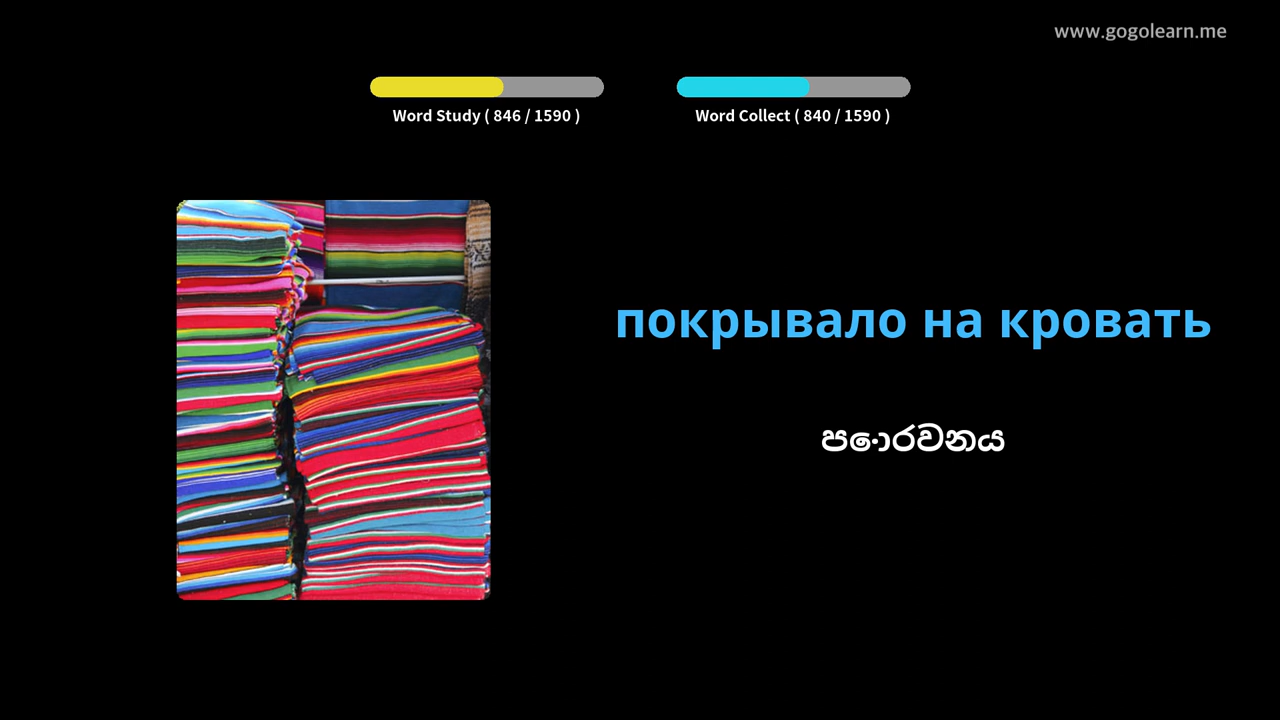 www.gogolearn.me
Word Study ( 846 / 1590 )
Word Collect ( 840 / 1590 )
покрывало на кровать
පෙොරවනය